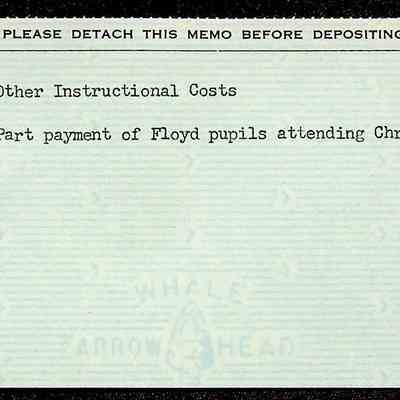 PLEASE DETACH THIS MEMO BEFORE DEPOSITING
Other Instructional Costs
Part payment of Floyd pupils attending Chr
WHALE
ARROW HEAD